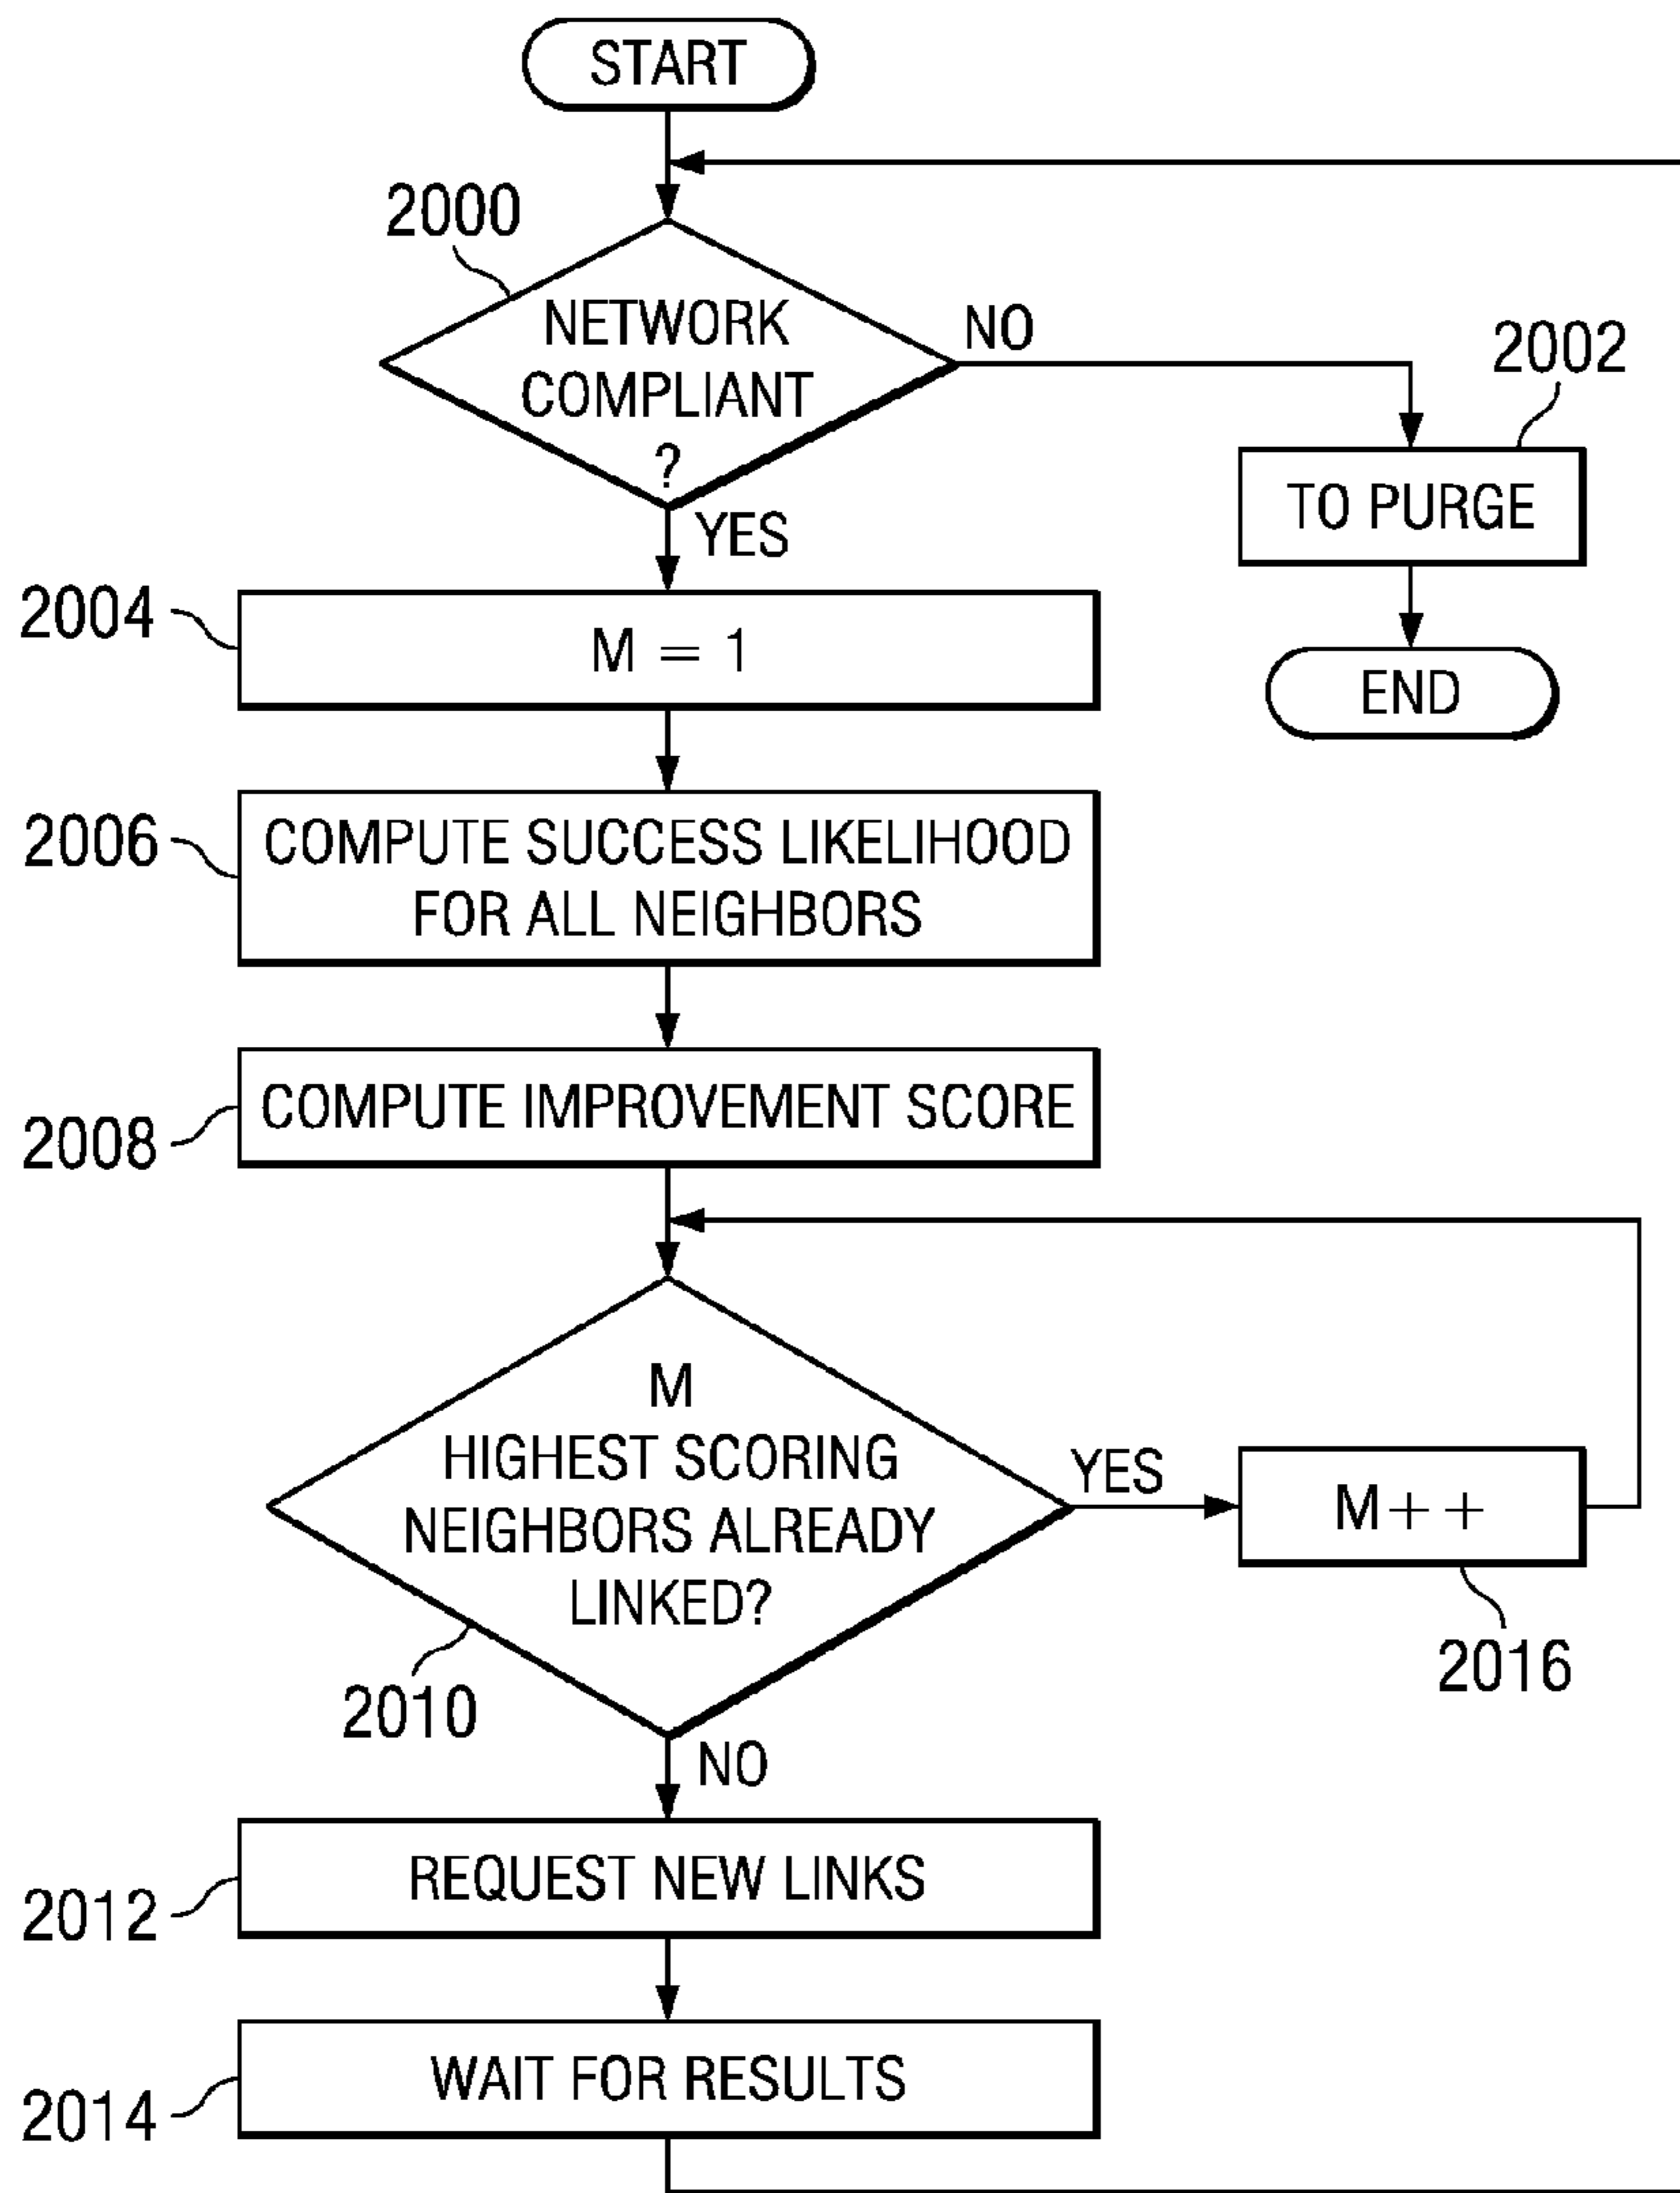 START
2000
NETWORK
COMPLIANT
?
NO
2002
TO PURGE
YES
END
2004
M = 1
2006
COMPUTE SUCCESS LIKELIHOOD
FOR ALL NEIGHBORS
2008
COMPUTE IMPROVEMENT SCORE
M
HIGHEST SCORING
NEIGHBORS ALREADY
LINKED?
YES
M++
2016
2010
NO
2012
REQUEST NEW LINKS
2014
WAIT FOR RESULTS